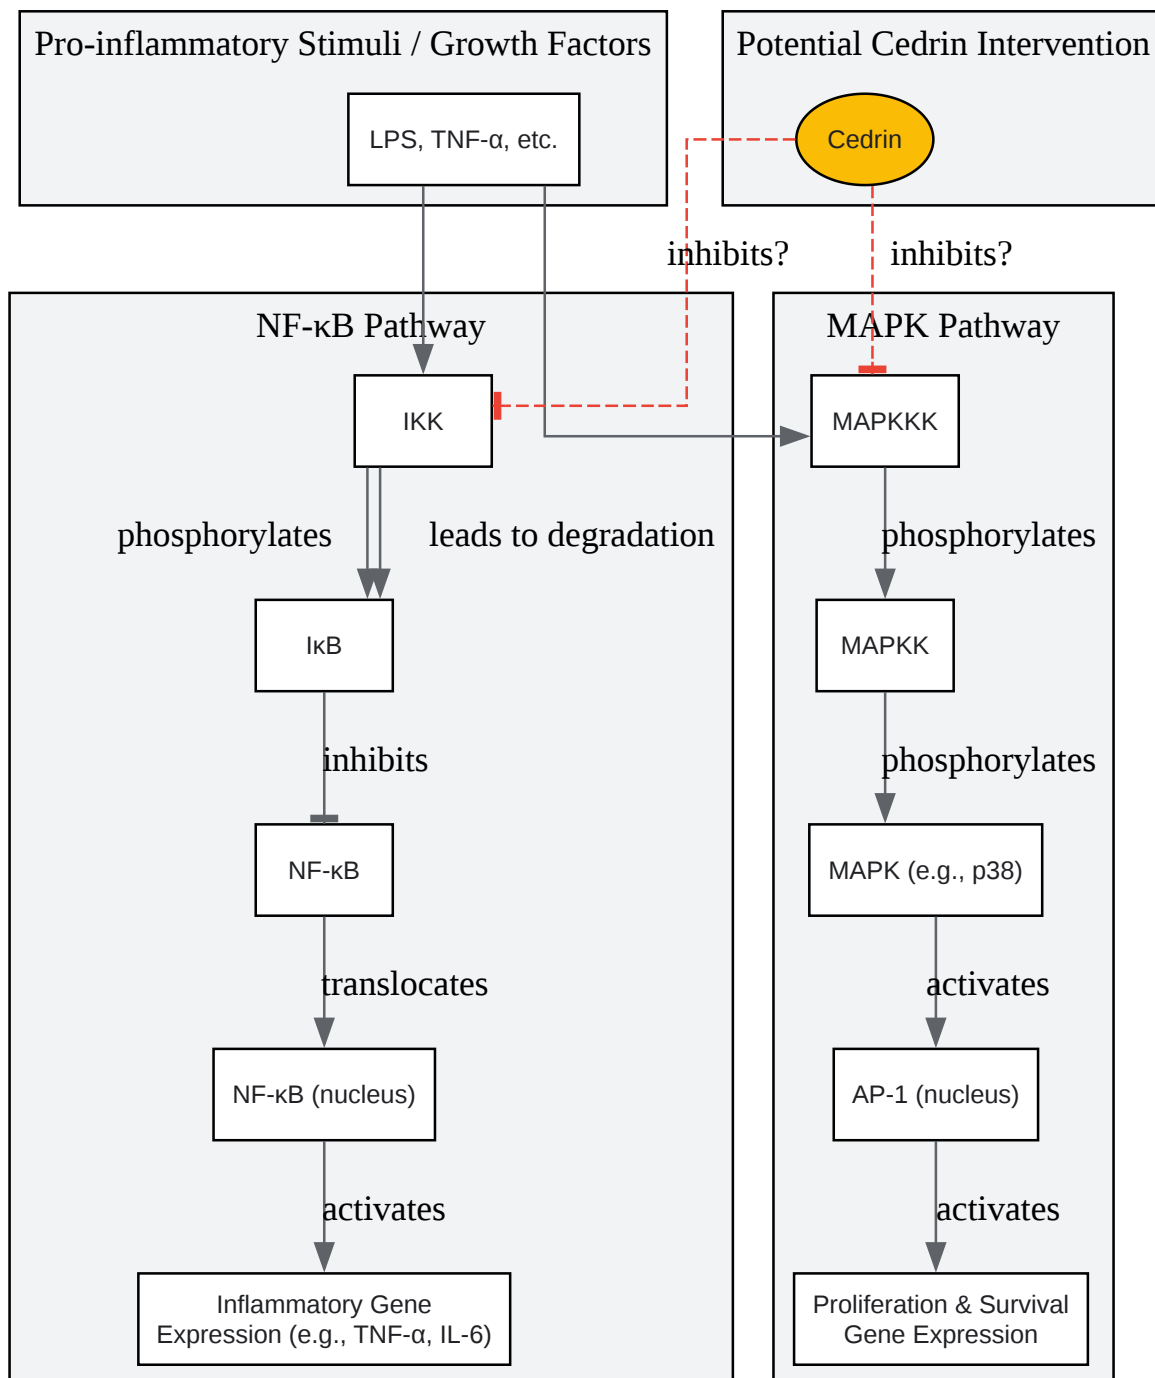 Pro-inflammatory Stimuli / Growth Factors
Potential Cedrin Intervention
LPS, TNF-α, etc.
Cedrin
inhibits?
inhibits?
NF-κB Pathway
MAPK Pathway
IKK
MAPKKK
phosphorylates
leads to degradation
phosphorylates
IκB
MAPKK
inhibits
phosphorylates
NF-κB
MAPK (e.g., p38)
translocates
activates
NF-κB (nucleus)
AP-1 (nucleus)
activates
activates
Inflammatory Gene
Expression (e.g., TNF-α, IL-6)
Proliferation & Survival
Gene Expression